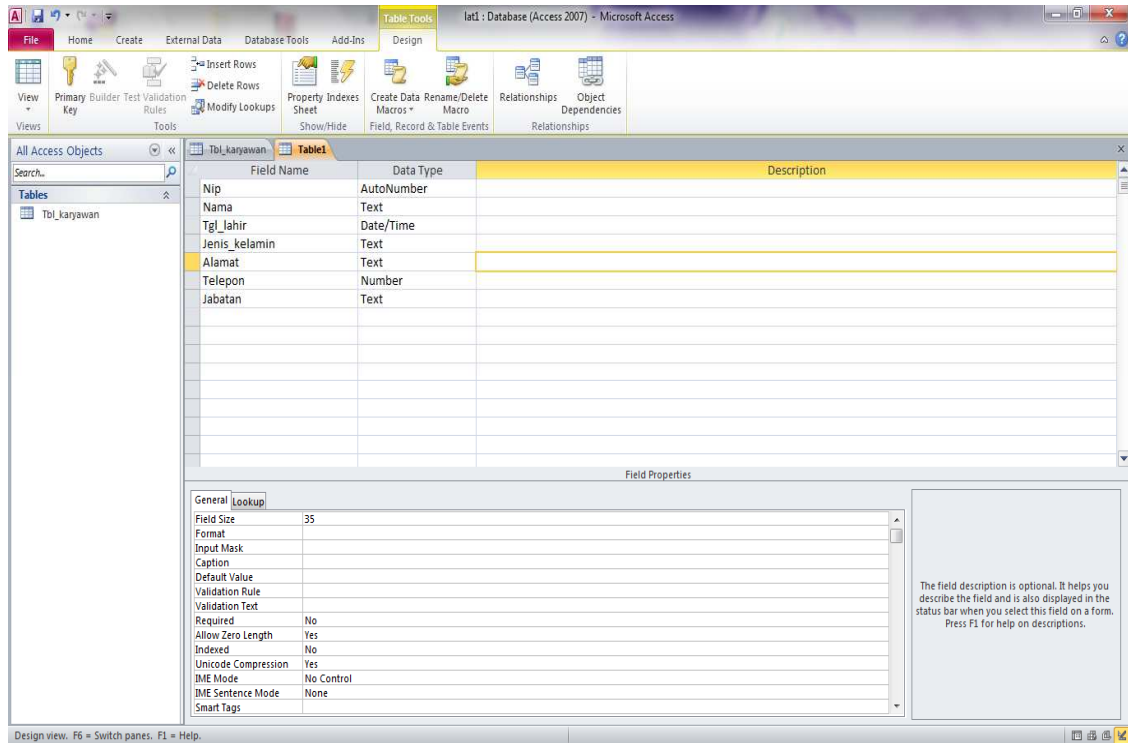 A Table Tools lat1 : Database (Access 2007) - Microsoft Access
File Home Create External Data Database Tools Add-Ins Design
View Primary Key Builder Test Validation Rules Insert Rows Delete Rows Modify Lookups Property Sheet Indexes Create Data Macros Rename/Delete Macro Relationships Object Dependencies
Views Tools Show/Hide Field, Record & Table Events Relationships
All Access Objects « Tbl_karyawan Table1 x
Search...
Tables
Tbl_karyawan
Field Name Data Type Description
Nip AutoNumber
Nama Text
Tgl_lahir Date/Time
Jenis_kelamin Text
Alamat Text
Telepon Number
Jabatan Text
Field Properties
General Lookup
Field Size 35
Format
Input Mask
Caption
Default Value
Validation Rule
Validation Text
Required No
Allow Zero Length Yes
Indexed No
Unicode Compression Yes
IME Mode No Control
IME Sentence Mode None
Smart Tags
The field description is optional. It helps you
describe the field and is also displayed in the
status bar when you select this field on a form.
Press F1 for help on descriptions.
Design view. F6 = Switch panes. F1 = Help.